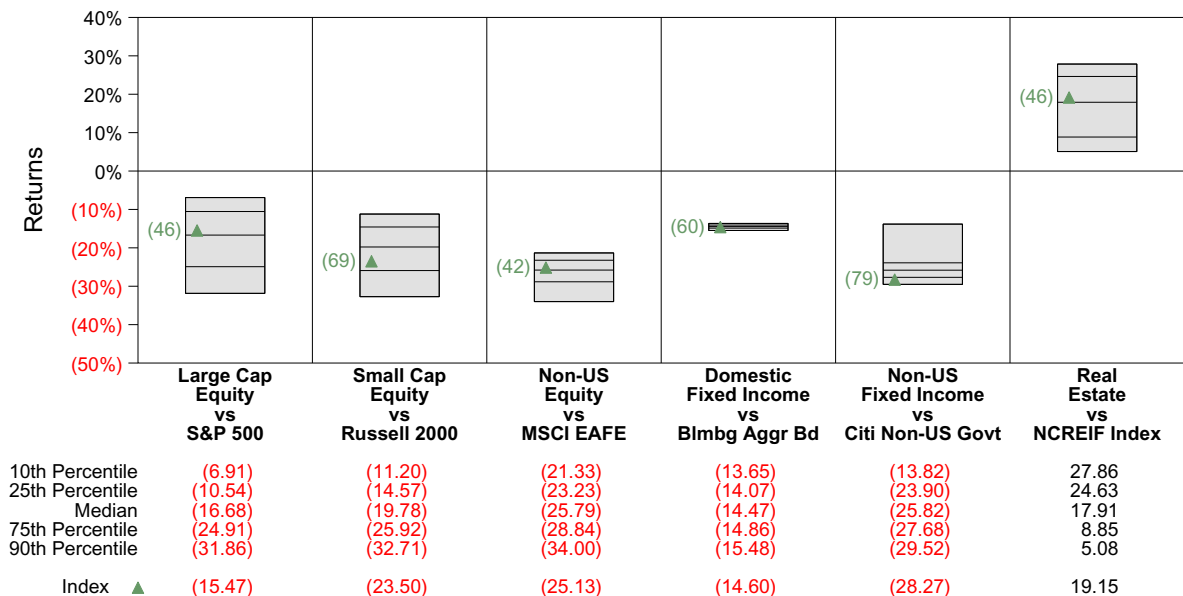 40%
30%
20%
10%
0%
(10%)
(20%)
(30%)
(40%)
(50%)
Returns
(46)
(69)
(42)
(60)
(79)
(46)
Large Cap
Equity
vs
S&P 500
Small Cap
Equity
vs
Russell 2000
Non-US
Equity
vs
MSCI EAFE
Domestic
Fixed Income
vs
Blmbg Aggr Bd
Non-US
Fixed Income
vs
Citi Non-US Govt
Real
Estate
vs
NCREIF Index
10th Percentile (6.91) (11.20) (21.33) (13.65) (13.82) 27.86
25th Percentile (10.54) (14.57) (23.23) (14.07) (23.90) 24.63
Median (16.68) (19.78) (25.79) (14.47) (25.82) 17.91
75th Percentile (24.91) (25.92) (28.84) (14.86) (27.68) 8.85
90th Percentile (31.86) (32.71) (34.00) (15.48) (29.52) 5.08
Index (15.47) (23.50) (25.13) (14.60) (28.27) 19.15